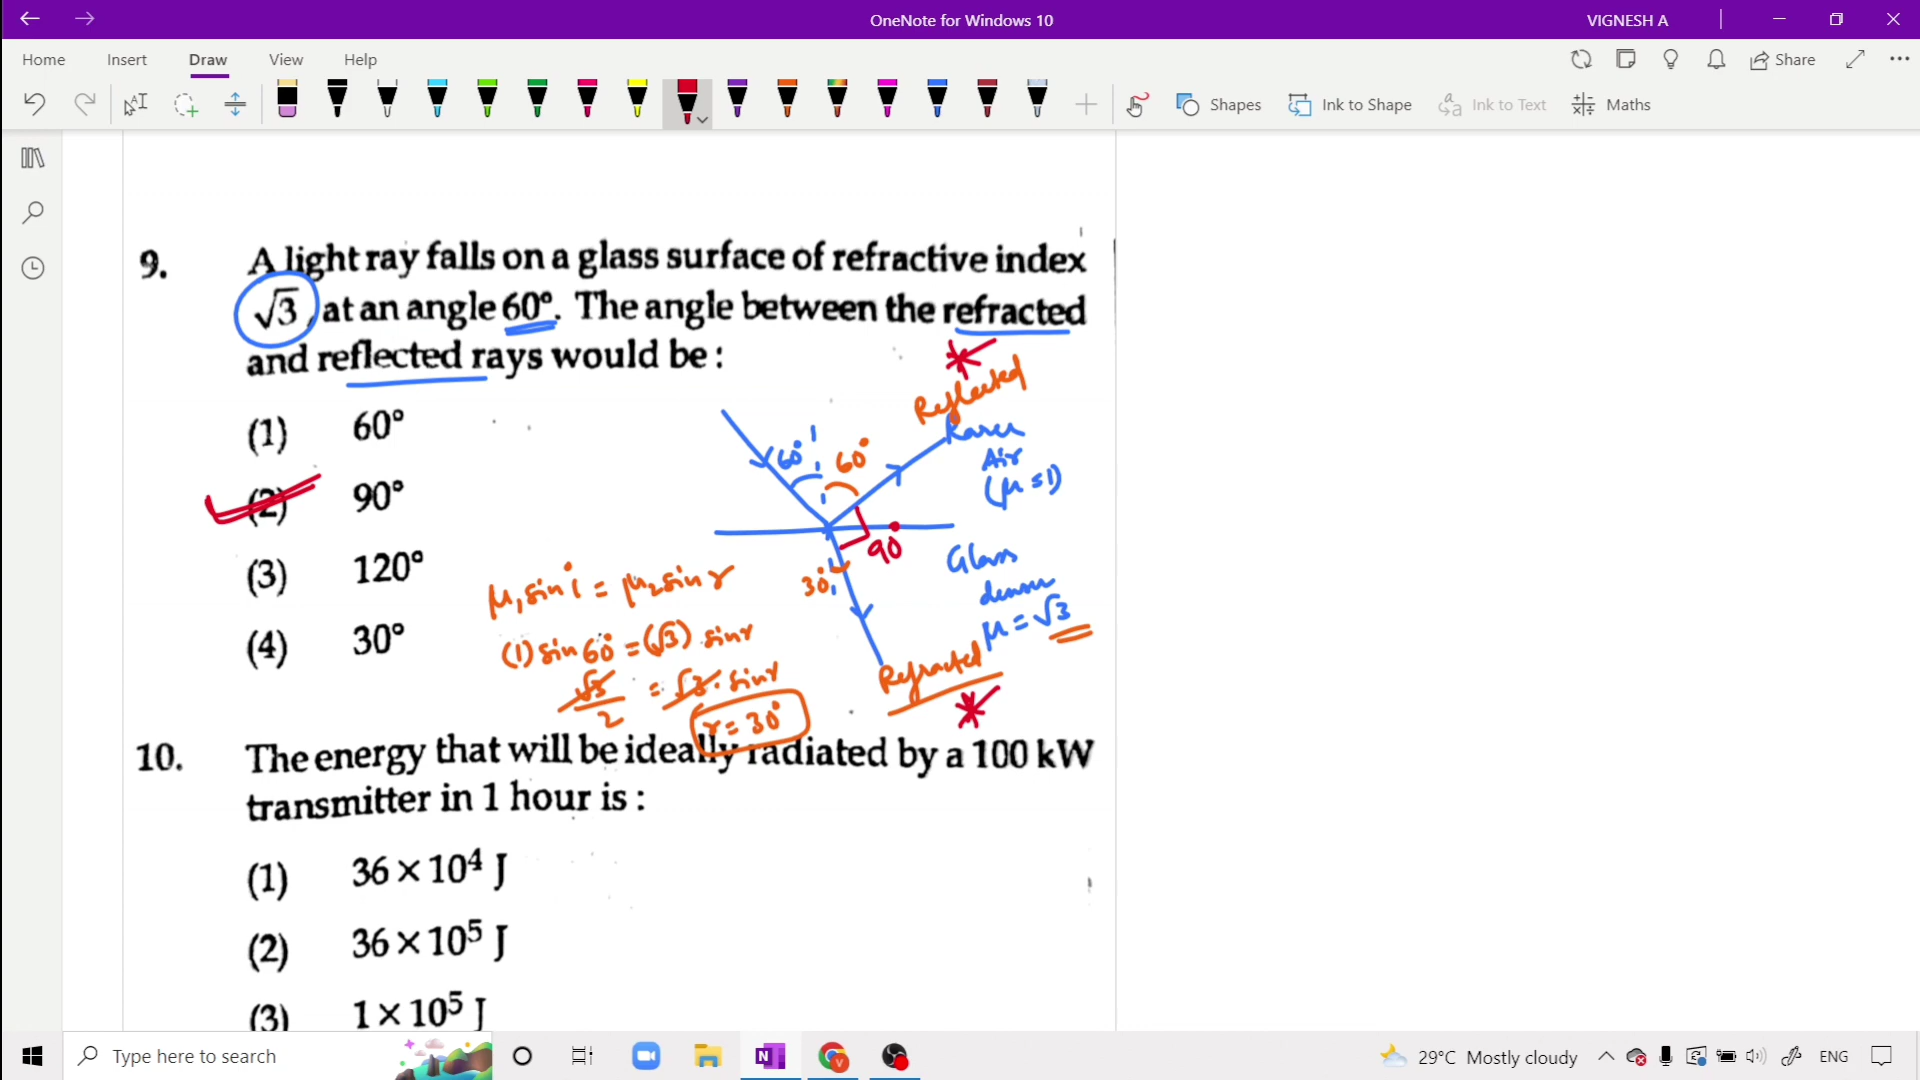 OneNote for Windows 10
VIGNESH A
Home
Insert
Draw
View
Help
Share
Shapes
Ink to Shape
Ink to Text
Maths
9. A light ray falls on a glass surface of refractive index
√3, at an angle 60°. The angle between the refracted
and reflected rays would be :
(1) 60°
(2) 90°
(3) 120°
(4) 30°
Reflected
Rarer
Air
(μ=1)
60°
60°
90
30°
Glass
denser
μ = √3
Refracted
μ₁ sin i = μ₂ sin r
(1) sin 60° = (√3) sin r
√3/2 = √3 · sin r
r = 30°
10. The energy that will be ideally radiated by a 100 kW
transmitter in 1 hour is :
(1) 36 × 10⁴ J
(2) 36 × 10⁵ J
(3) 1 × 10⁵ J
Type here to search
29°C Mostly cloudy
ENG